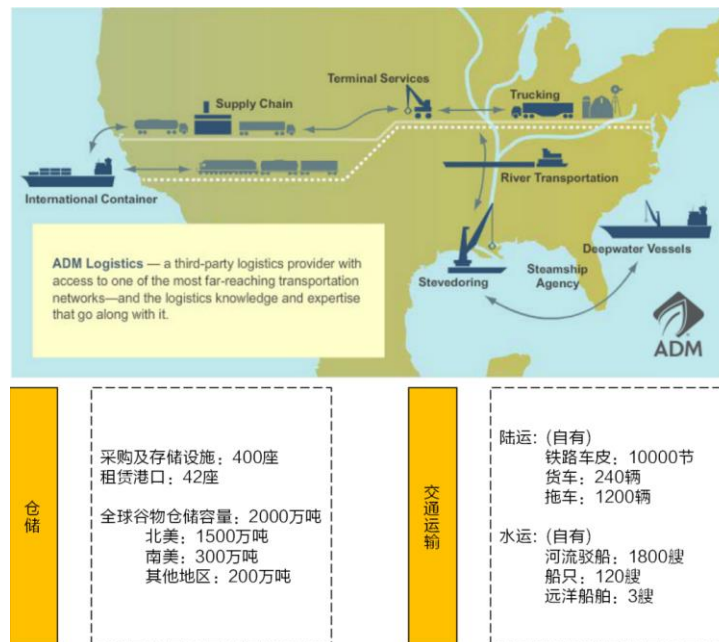 Terminal Services
Supply Chain
Trucking
International Container
River Transportation
ADM Logistics — a third-party logistics provider with
access to one of the most far-reaching transportation
networks—and the logistics knowledge and expertise
that go along with it.
Stevedoring
Steamship
Agency
Deepwater Vessels
ADM
仓储
采购及存储设施：400座
租赁港口：42座
全球谷物仓储容量：2000万吨
北美：1500万吨
南美：300万吨
其他地区：200万吨
交通运输
陆运：(自有)
铁路车皮：10000节
货车：240辆
拖车：1200辆
水运：(自有)
河流驳船：1800艘
船只：120艘
远洋船舶：3艘